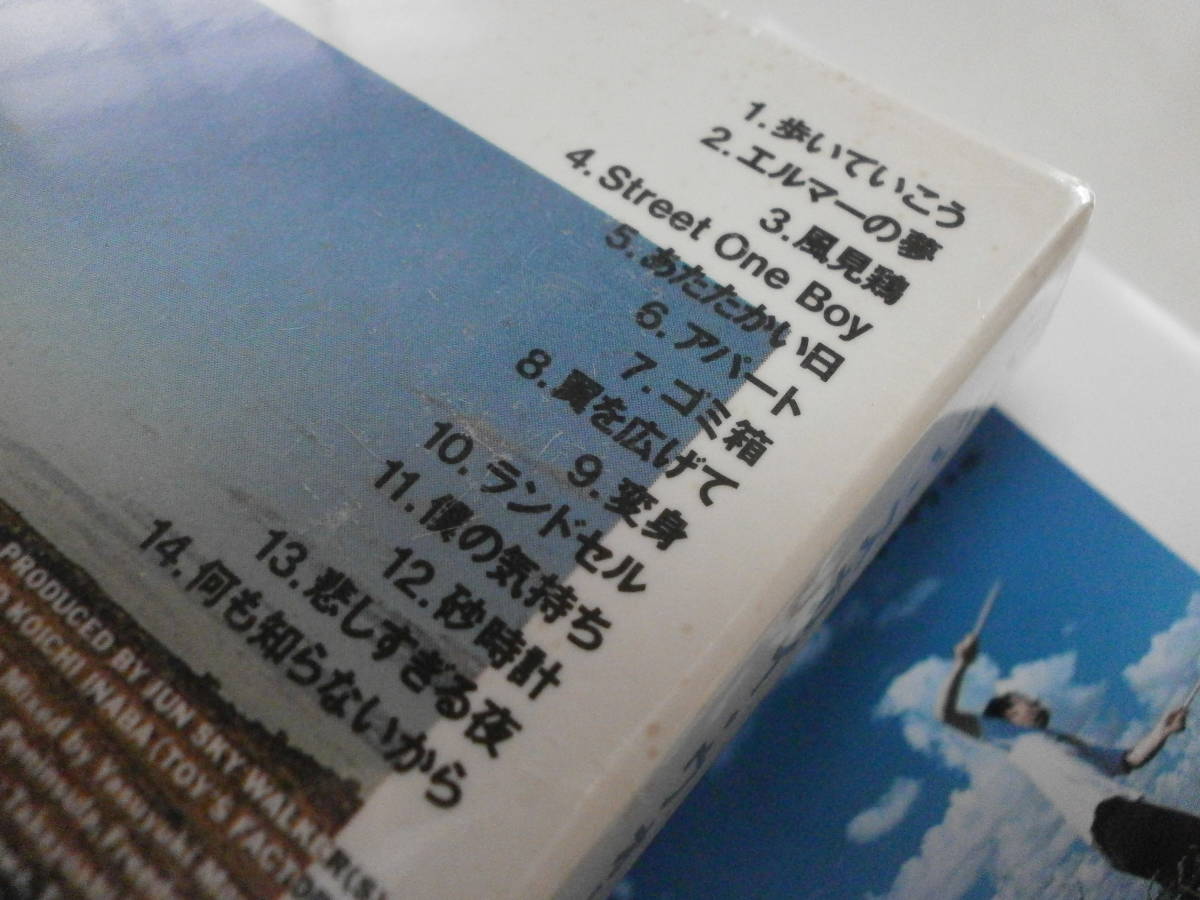 1. 歩いていこう
2. エルマーの夢
3. 風見鶏
4. Street One Boy
5. あたたかい日
6. アパート
7. ゴミ箱
8. 翼を広げて
9. 変身
10. ランドセル
11. 僕の気持ち
12. 砂時計
13. 悲しすぎる夜
14. 何も知らないから
PRODUCED BY JUN SKY WALKER(S)
KOICHI INABA (TOY'S FACTO
Mixed by Yasuyuki